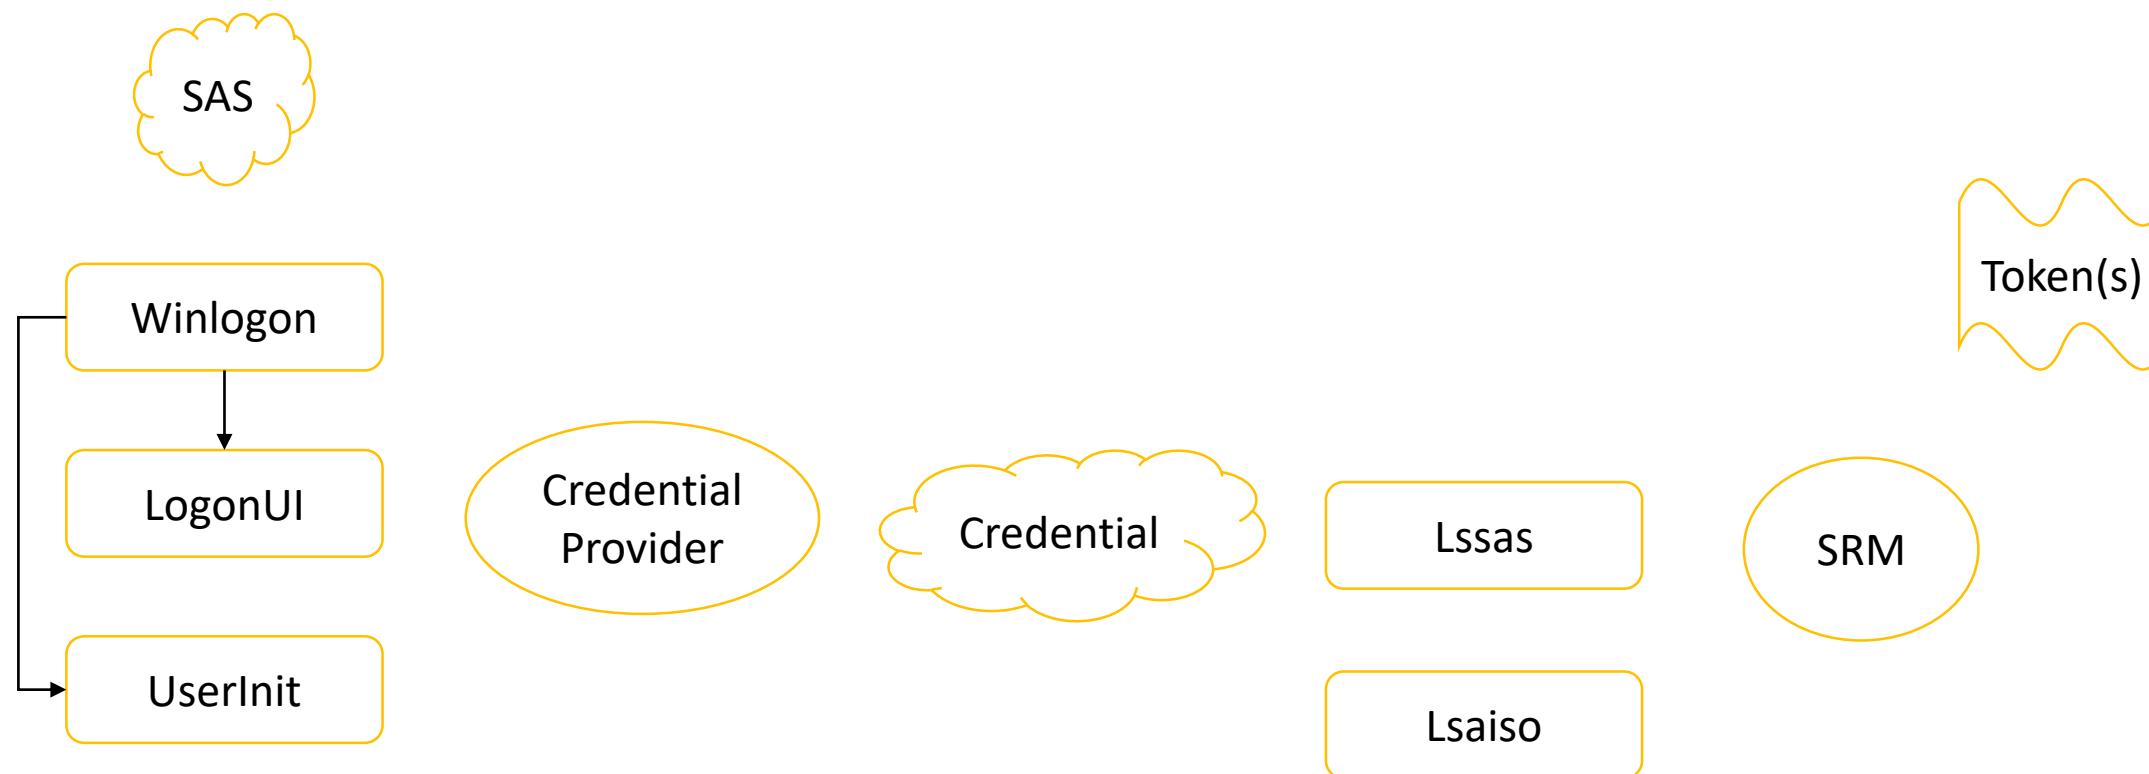 SAS
Winlogon
Token(s)
LogonUI
Credential
Provider
Credential
Lssas
SRM
UserInit
Lsaiso